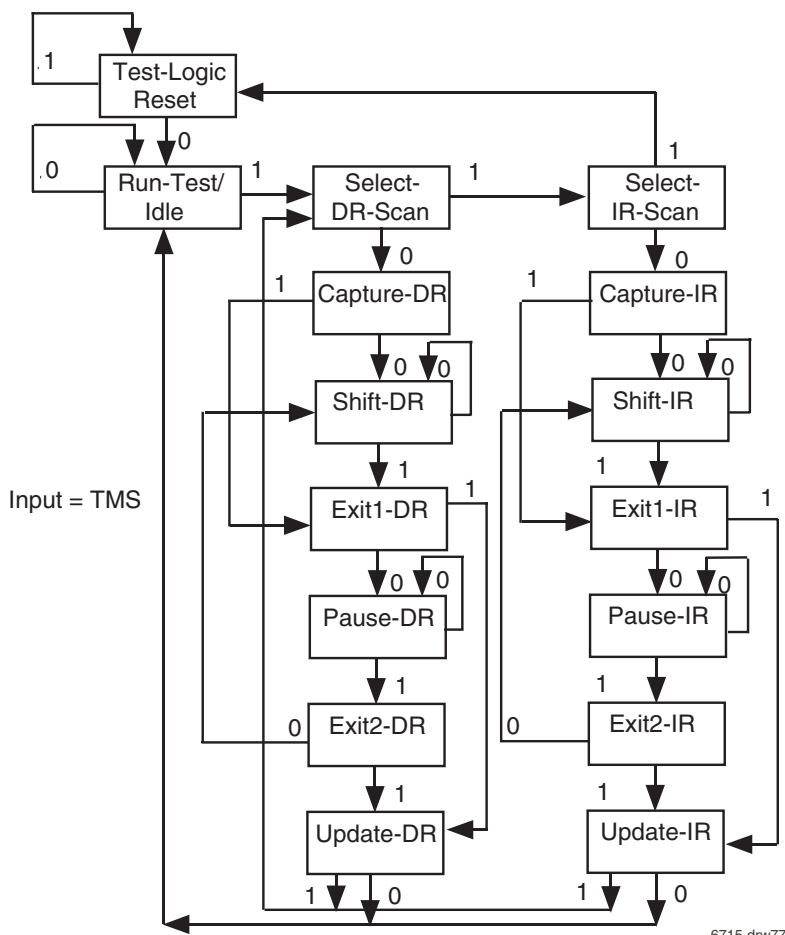 .1
Test-Logic
Reset
0
1
.0
Run-Test/
Idle
1
Select-
DR-Scan
1
Select-
IR-Scan
0
0
1
Capture-DR
1
Capture-IR
0
0
0
0
Shift-DR
Shift-IR
1
1
1
1
Input = TMS
Exit1-DR
Exit1-IR
0
0
0
0
Pause-DR
Pause-IR
1
1
0
Exit2-DR
0
Exit2-IR
1
1
Update-DR
Update-IR
1
0
1
0
6715 drw77